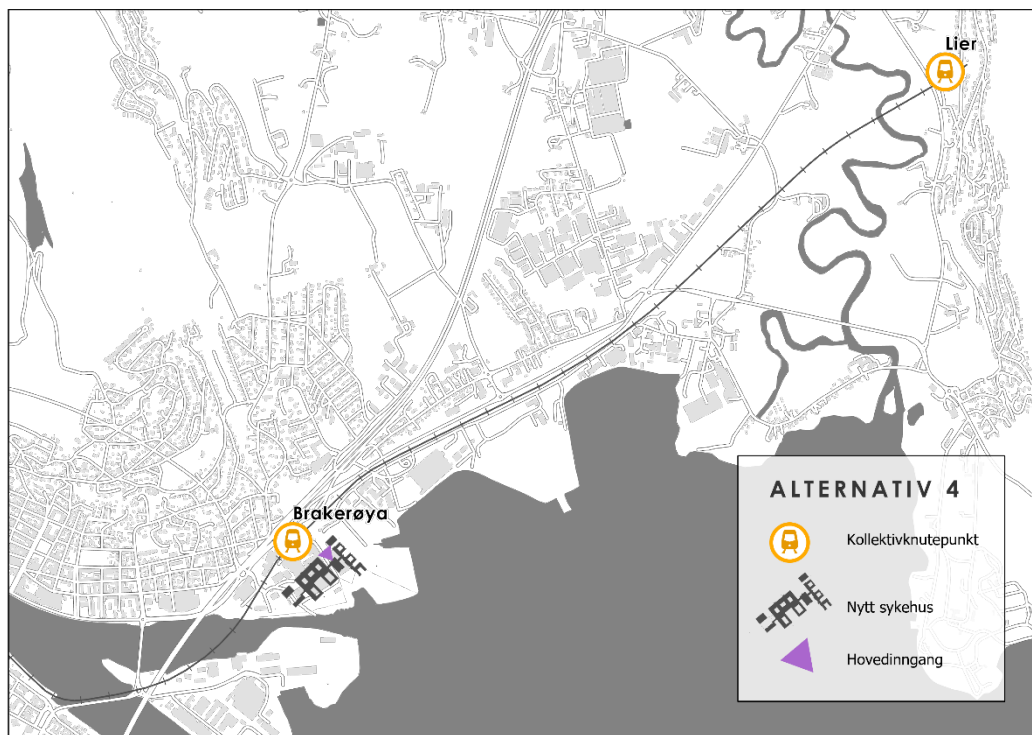 Lier
Brakerøya
ALTERNATIV 4
Kollektivknutepunkt
Nytt sykehus
Hovedinngang